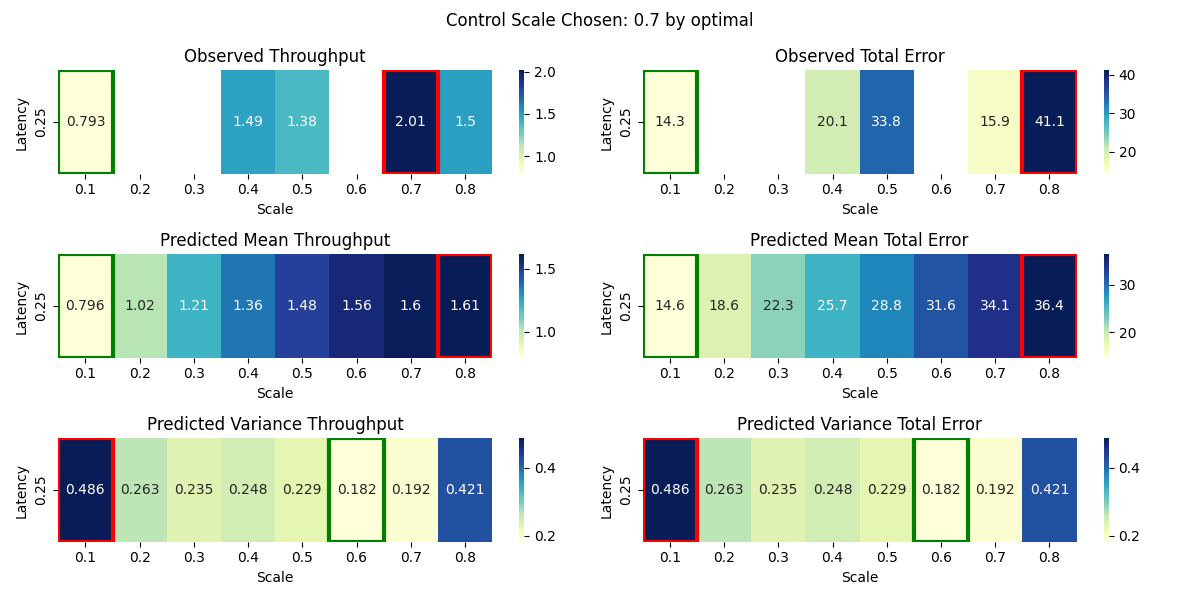 Control Scale Chosen: 0.7 by optimal
Observed Throughput
Latency
0.25
0.793
1.49
1.38
2.01
1.5
0.1 0.2 0.3 0.4 0.5 0.6 0.7 0.8
Scale
2.0
1.5
1.0
Observed Total Error
Latency
0.25
14.3
20.1
33.8
15.9
41.1
0.1 0.2 0.3 0.4 0.5 0.6 0.7 0.8
Scale
40
30
20
Predicted Mean Throughput
Latency
0.25
0.796 1.02 1.21 1.36 1.48 1.56 1.6 1.61
0.1 0.2 0.3 0.4 0.5 0.6 0.7 0.8
Scale
1.5
1.0
Predicted Mean Total Error
Latency
0.25
14.6 18.6 22.3 25.7 28.8 31.6 34.1 36.4
0.1 0.2 0.3 0.4 0.5 0.6 0.7 0.8
Scale
30
20
Predicted Variance Throughput
Latency
0.25
0.486 0.263 0.235 0.248 0.229 0.182 0.192 0.421
0.1 0.2 0.3 0.4 0.5 0.6 0.7 0.8
Scale
0.4
0.2
Predicted Variance Total Error
Latency
0.25
0.486 0.263 0.235 0.248 0.229 0.182 0.192 0.421
0.1 0.2 0.3 0.4 0.5 0.6 0.7 0.8
Scale
0.4
0.2